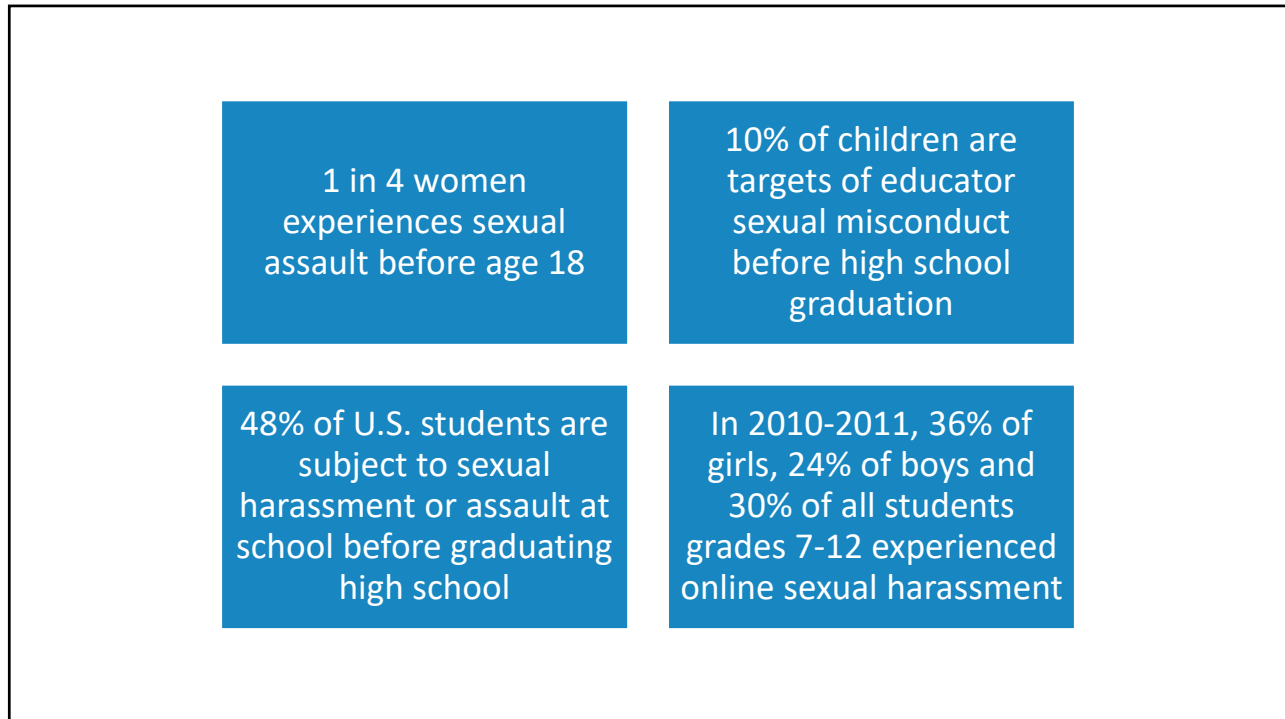 1 in 4 women
experiences sexual
assault before age 18
10% of children are
targets of educator
sexual misconduct
before high school
graduation
48% of U.S. students are
subject to sexual
harassment or assault at
school before graduating
high school
In 2010-2011, 36% of
girls, 24% of boys and
30% of all students
grades 7-12 experienced
online sexual harassment